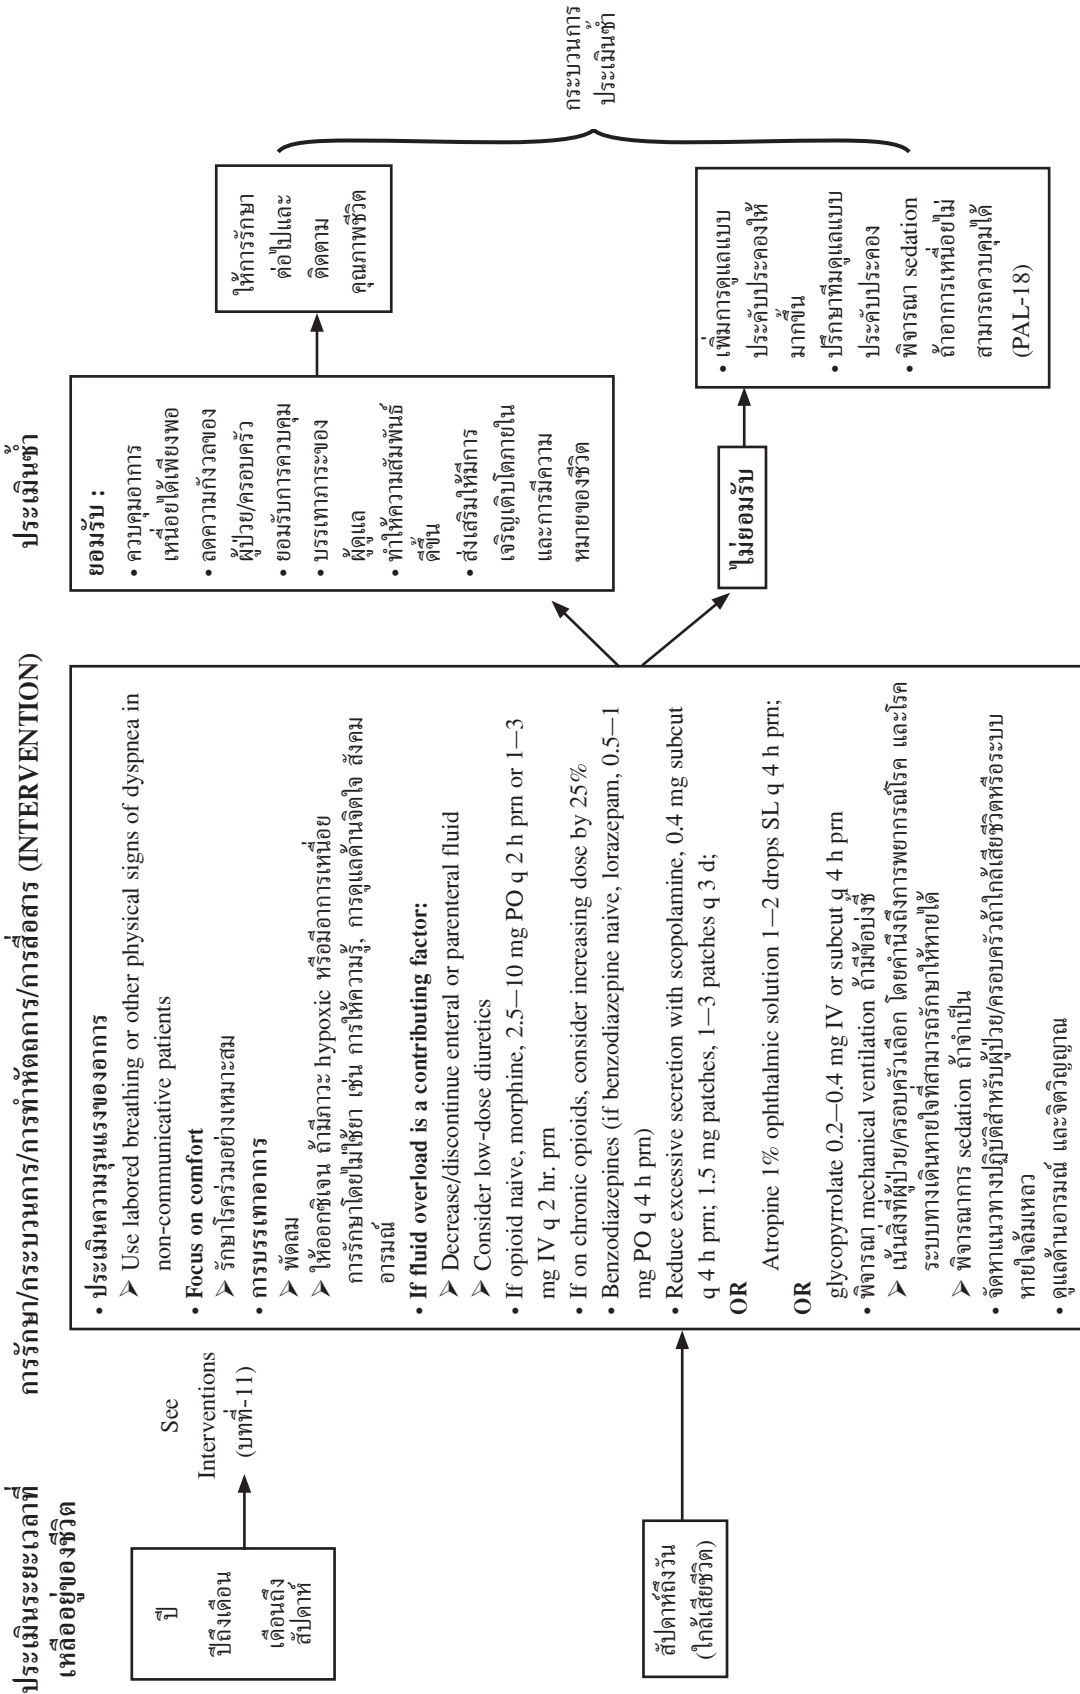 ประเมินระยะเวลาที่
เหลืออยู่ของชีวิต
การรักษา/กระบวนการ/การทำหัตถการ/การสื่อสาร (INTERVENTION)
ประเมินซ้ำ
ปี
ปีถึงเดือน
เดือนถึง
สัปดาห์
See
Interventions
(บทที่-11)
สัปดาห์ถึงวัน
(ใกล้เสียชีวิต)
• ประเมินความรุนแรงของอาการ
➢ Use labored breathing or other physical signs of dyspnea in
non-communicative patients
• Focus on comfort
➢ รักษาโรคร่วมอย่างเหมาะสม
• การบรรเทาอาการ
➢ พัดลม
➢ ให้ออกซิเจน ถ้ามีภาวะ hypoxic หรือมีอาการเหนื่อย
การรักษาโดยไม่ใช้ยา เช่น การให้ความรู้, การดูแลด้านจิตใจ สังคม
อารมณ์
• If fluid overload is a contributing factor:
➢ Decrease/discontinue enteral or parenteral fluid
➢ Consider low-dose diuretics
• If opioid naive, morphine, 2.5–10 mg PO q 2 h prn or 1–3
mg IV q 2 hr. prn
• If on chronic opioids, consider increasing dose by 25%
• Benzodiazepines (if benzodiazepine naive, lorazepam, 0.5–1
mg PO q 4 h prn)
• Reduce excessive secretion with scopolamine, 0.4 mg subcut
q 4 h prn; 1.5 mg patches, 1–3 patches q 3 d;
OR
Atropine 1% ophthalmic solution 1–2 drops SL q 4 h prn;
OR
glycopyrrolate 0.2–0.4 mg IV or subcut q 4 h prn
• พิจารณา mechanical ventilation ถ้ามีข้อบ่งชี้
➢ เน้นสิ่งที่ผู้ป่วย/ครอบครัวเลือก โดยคำนึงถึงการพยากรณ์โรค และโรค
ระบบทางเดินหายใจที่สามารถรักษาให้หายได้
➢ พิจารณาการ sedation ถ้าจำเป็น
• จัดหาแนวทางปฏิบัติสำหรับผู้ป่วย/ครอบครัวถ้าใกล้เสียชีวิตหรือระบบ
หายใจล้มเหลว
• ดูแลด้านอารมณ์ และจิตวิญญาณ
ยอมรับ :
• ควบคุมอาการ
เหนื่อยได้เพียงพอ
• ลดความกังวลของ
ผู้ป่วย/ครอบครัว
• ยอมรับการควบคุม
• บรรเทาภาระของ
ผู้ดูแล
• ทำให้ความสัมพันธ์
ดีขึ้น
• ส่งเสริมให้มีการ
เจริญเติบโตภายใน
และการมีความ
หมายของชีวิต
ไม่ยอมรับ
ให้การรักษา
ต่อไปและ
ติดตาม
คุณภาพชีวิต
• เพิ่มการดูแลแบบ
ประคับประคองให้
มากขึ้น
• ปรึกษาทีมดูแลแบบ
ประคับประคอง
• พิจารณา sedation
ถ้าอาการเหนื่อยไม่
สามารถควบคุมได้
(PAL-18)
กระบวนการ
ประเมินซ้ำ